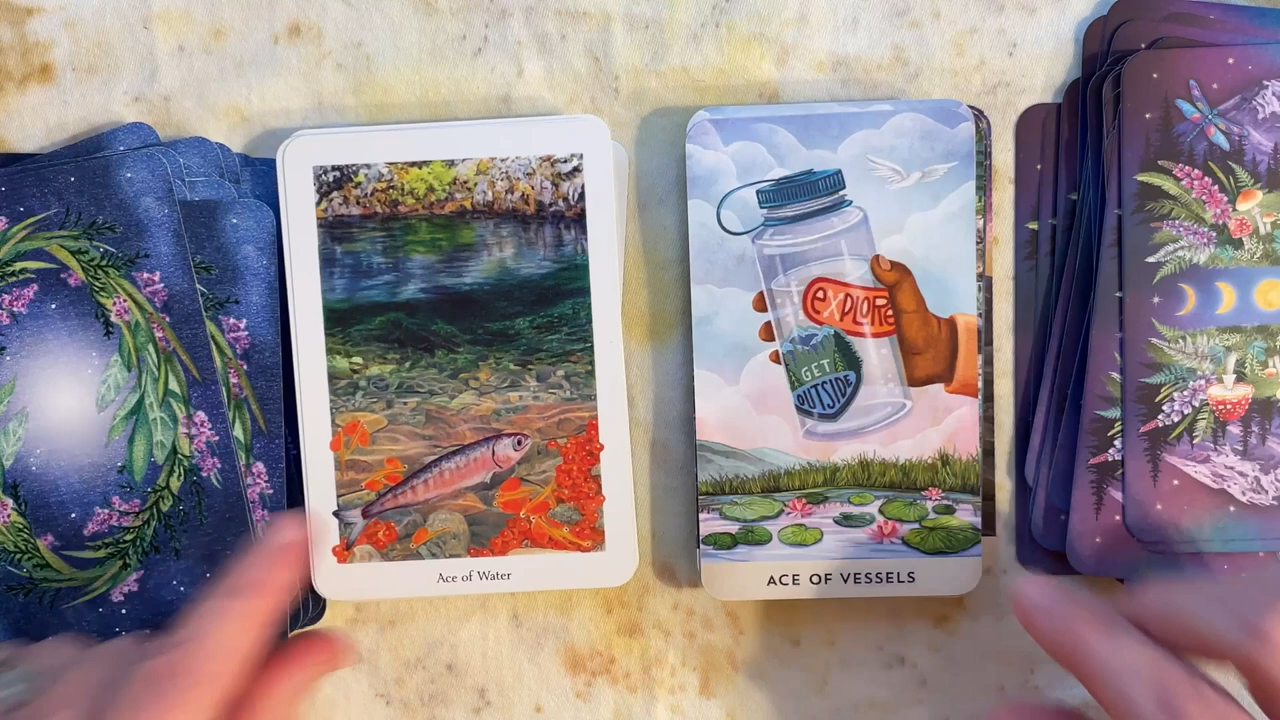 Ace of Water
EXPLORE
GET
OUTSIDE
ACE OF VESSELS